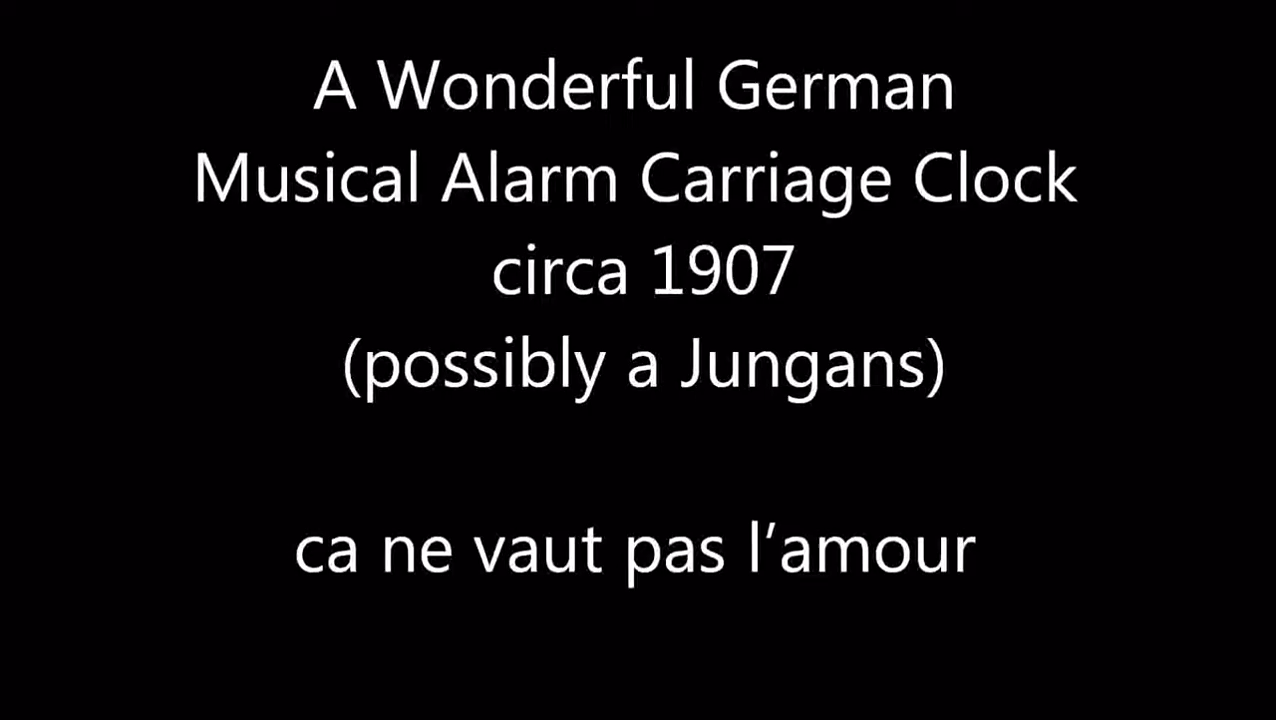 A Wonderful German
Musical Alarm Carriage Clock
circa 1907
(possibly a Jungans)
ca ne vaut pas l’amour